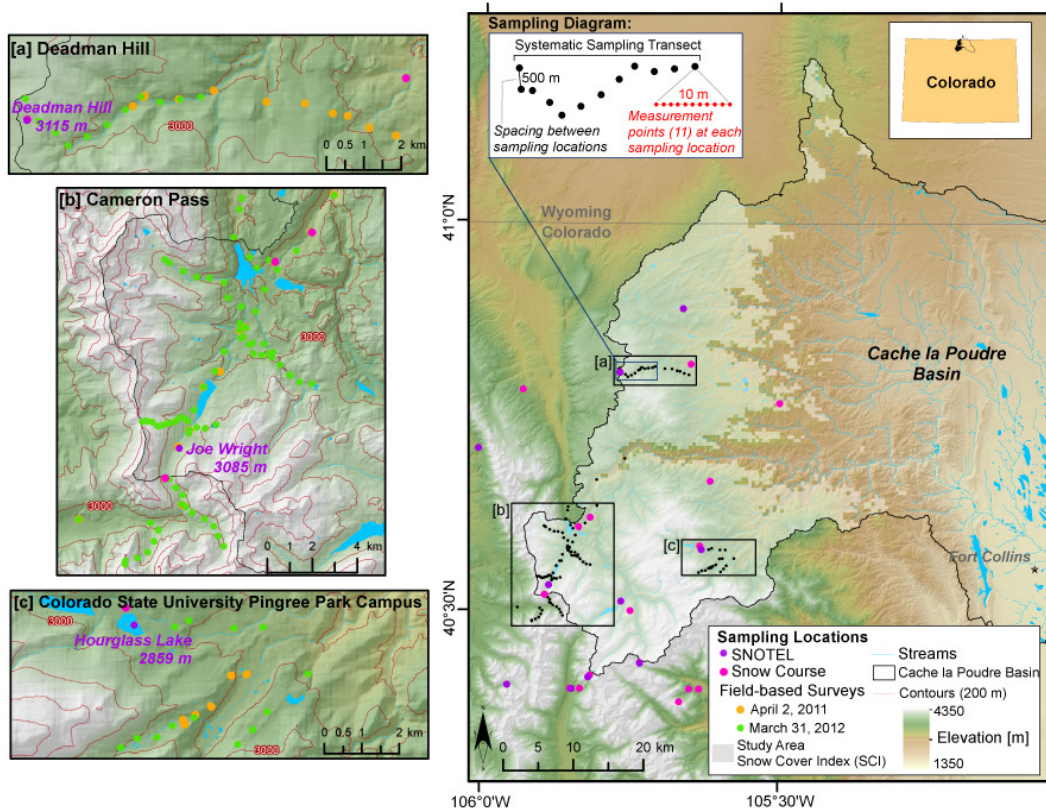 [a] Deadman Hill
Deadman Hill
3115 m
3000
0 0.5 1 2
km
[b] Cameron Pass
3000
Joe Wright
3085 m
3000
0 1 2 4
km
[c] Colorado State University Pingree Park Campus
3000
Hourglass Lake
2859 m
3000
0 0.5 1 2
km
Sampling Diagram:
Systematic Sampling Transect
500 m
10 m
Spacing between
sampling locations
Measurement
points (11) at each
sampling location
Colorado
41°0'N
Wyoming
Colorado
[a]
Cache la Poudre
Basin
[b]
[c]
Fort Collins
40°30'N
Sampling Locations
SNOTEL
Snow Course
Field-based Surveys
April 2, 2011
March 31, 2012
Study Area
Snow Cover Index (SCI)
Streams
Cache la Poudre Basin
Contours (200 m)
4350
Elevation [m]
1350
N
0 5 10 20 km
106°0'W
105°30'W